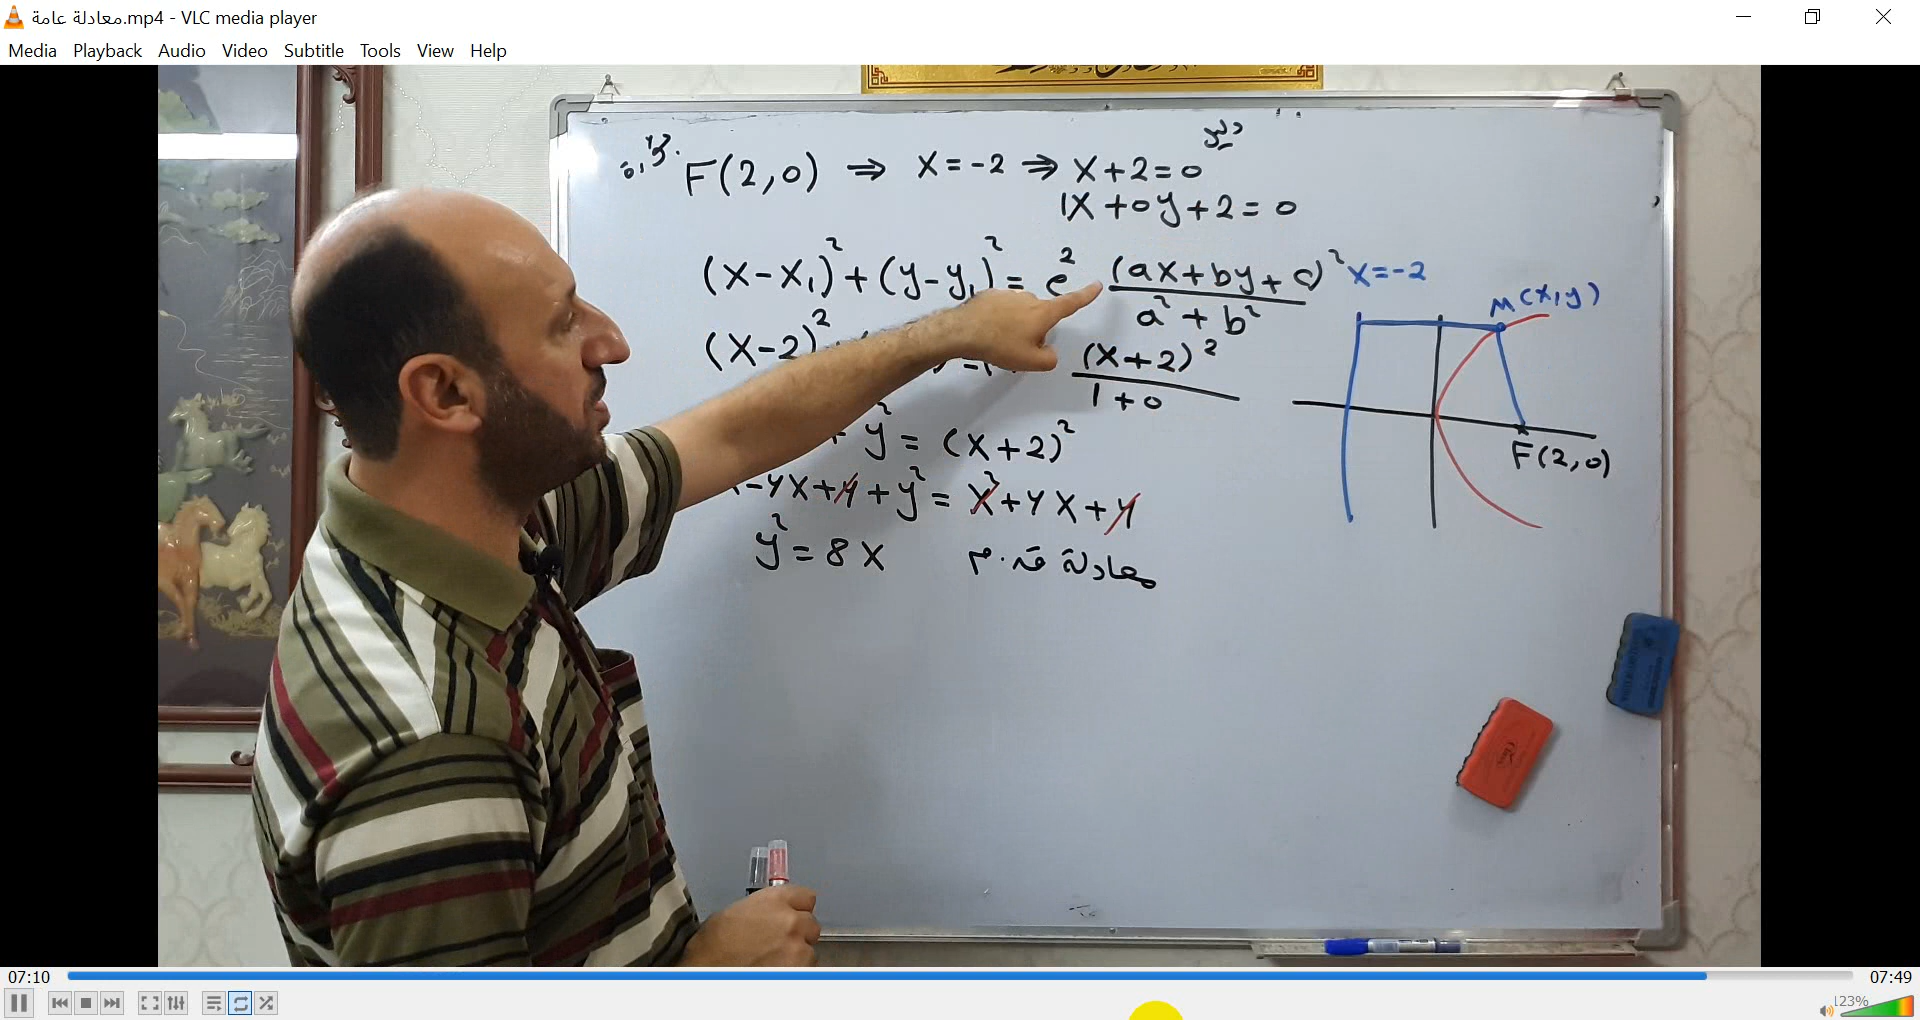 معادلة عامة.mp4 - VLC media player
Media Playback Audio Video Subtitle Tools View Help
F(2,0) ⇒ x=-2 ⇒ x+2=0 دليل
1x+0y+2=0
(x-x₁)²+(y-y₁)²=e² (ax+by+c)²
a²+b²
x=-2
M(x,y)
(x-2)²
(x+2)²
1+0
F(2,0)
+ y²=(x+2)²
-4x+4+y²=x²+4x+4
y²=8x معادلة ق.م
07:10
07:49
123%